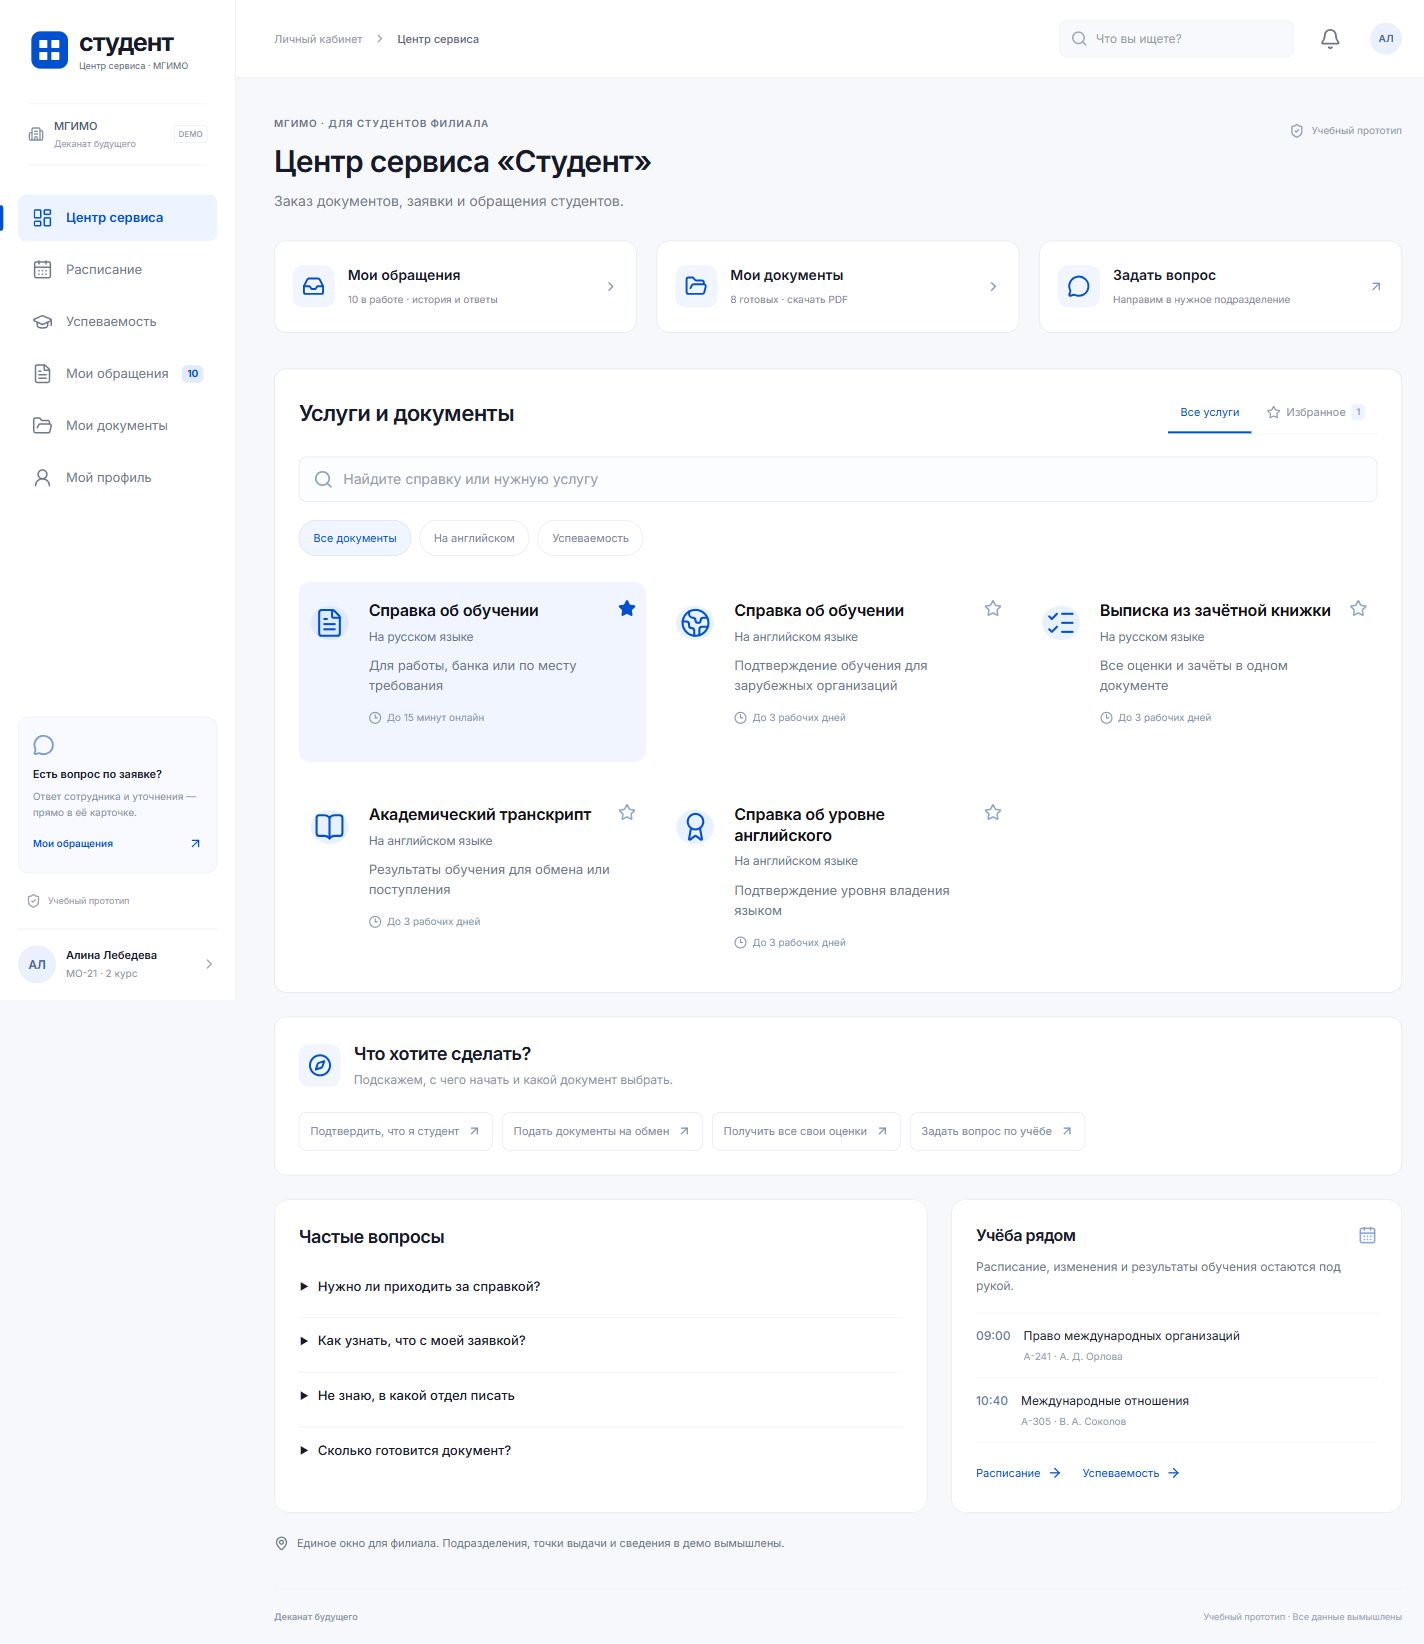 студент
Центр сервиса · МГИМО
МГИМО
Деканат будущего
DEMO
Центр сервиса
Расписание
Успеваемость
Мои обращения 10
Мои документы
Мой профиль
Есть вопрос по заявке?
Ответ сотрудника и уточнения —
прямо в её карточке.
Мои обращения
Учебный прототип
АЛ
Алина Лебедева
МО-21 · 2 курс
Личный кабинет
Центр сервиса
Что вы ищете?
АЛ
МГИМО · ДЛЯ СТУДЕНТОВ ФИЛИАЛА
Учебный прототип
Центр сервиса «Студент»
Заказ документов, заявки и обращения студентов.
Мои обращения
10 в работе · история и ответы
Мои документы
8 готовых · скачать PDF
Задать вопрос
Направим в нужное подразделение
Услуги и документы
Все услуги
Избранное 1
Найдите справку или нужную услугу
Все документы
На английском
Успеваемость
Справка об обучении
На русском языке
Для работы, банка или по месту
требования
До 15 минут онлайн
Справка об обучении
На английском языке
Подтверждение обучения для
зарубежных организаций
До 3 рабочих дней
Выписка из зачётной книжки
На русском языке
Все оценки и зачёты в одном
документе
До 3 рабочих дней
Академический транскрипт
На английском языке
Результаты обучения для обмена или
поступления
До 3 рабочих дней
Справка об уровне
английского
На английском языке
Подтверждение уровня владения
языком
До 3 рабочих дней
Что хотите сделать?
Подскажем, с чего начать и какой документ выбрать.
Подтвердить, что я студент
Подать документы на обмен
Получить все свои оценки
Задать вопрос по учёбе
Частые вопросы
Нужно ли приходить за справкой?
Как узнать, что с моей заявкой?
Не знаю, в какой отдел писать
Сколько готовится документ?
Учёба рядом
Расписание, изменения и результаты обучения остаются под
рукой.
09:00 Право международных организаций
А-241 · А. Д. Орлова
10:40 Международные отношения
А-305 · В. А. Соколов
Расписание
Успеваемость
Единое окно для филиала. Подразделения, точки выдачи и сведения в демо вымышлены.
Деканат будущего
Учебный прототип · Все данные вымышлены